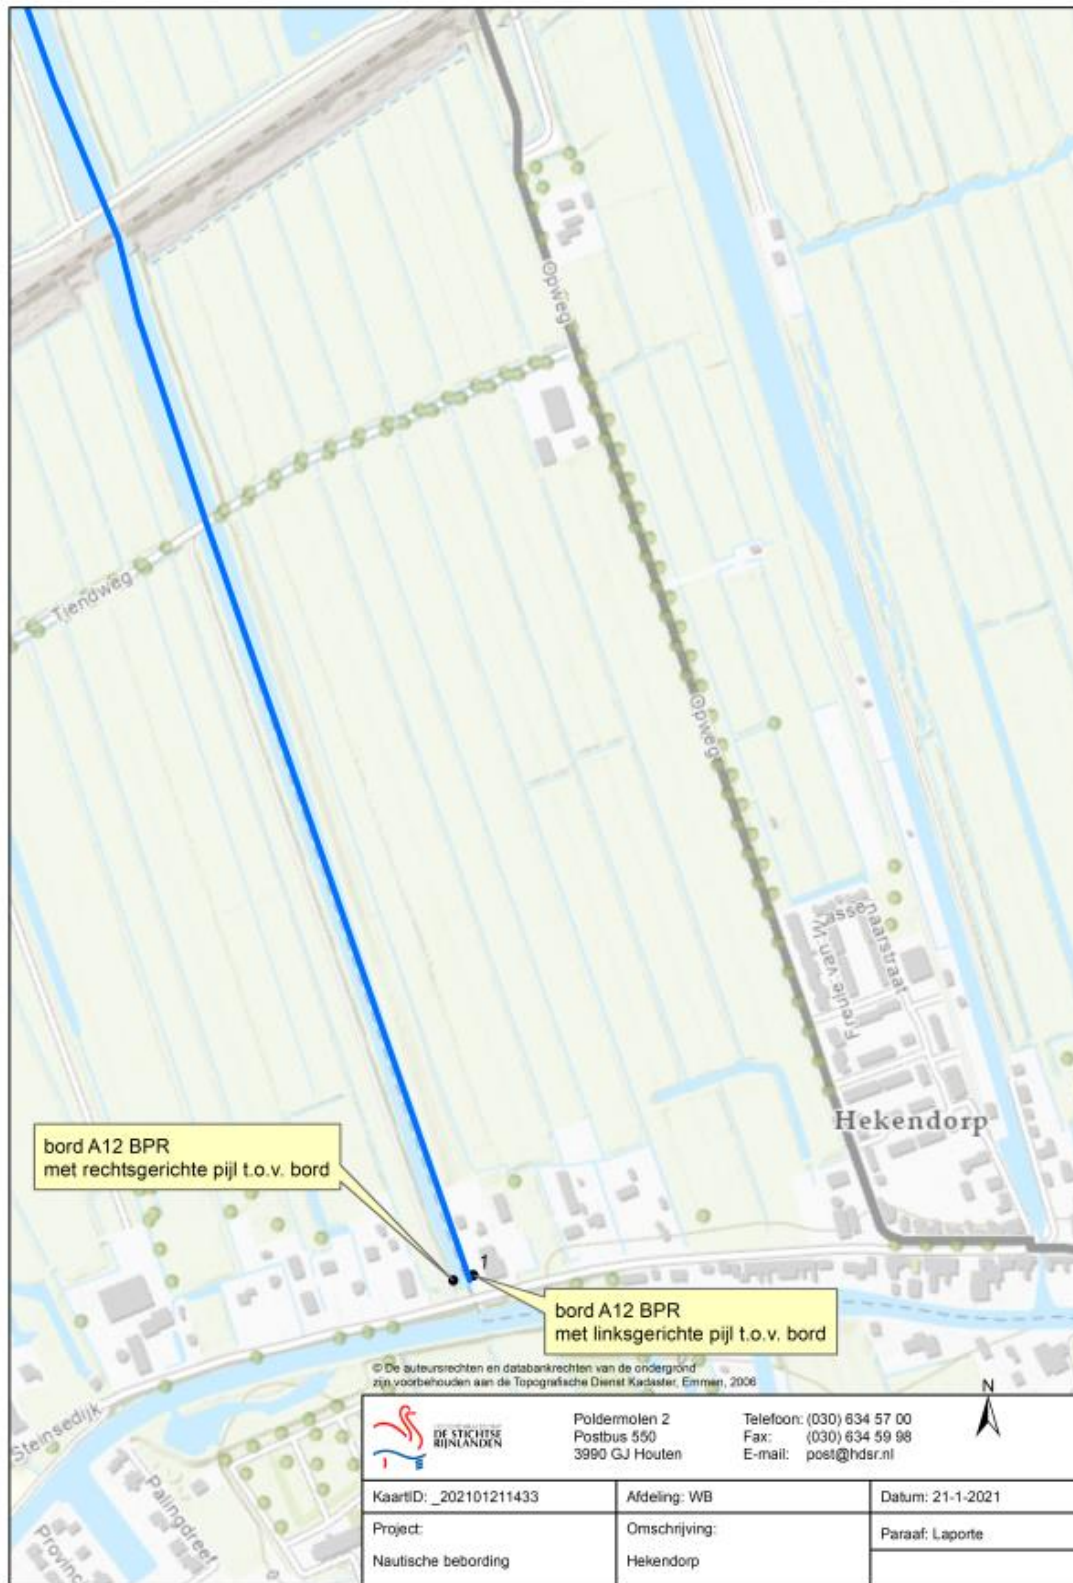 Opweg
Tiendweg
Opweg
Freule van W
naarstraat
Hekendorp
bord A12 BPR
met rechtsgerichte pijl t.o.v. bord
1
bord A12 BPR
met linksgerichte pijl t.o.v. bord
© De auteursrechten en databankrechten van de ondergrond
zijn voorbehouden aan de Topografische Dienst Kadaster, Emmen, 2006
Steinsedijk
Palingdreef
Provinc
N
DE STICHTSE
RIJNLANDEN
Poldermolen 2
Postbus 550
3990 GJ Houten
Telefoon: (030) 634 57 00
Fax: (030) 634 59 98
E-mail: post@hdsr.nl
KaartID: _202101211433
Afdeling: WB
Datum: 21-1-2021
Project:
Nautische bebording
Omschrijving:
Hekendorp
Paraaf: Laporte